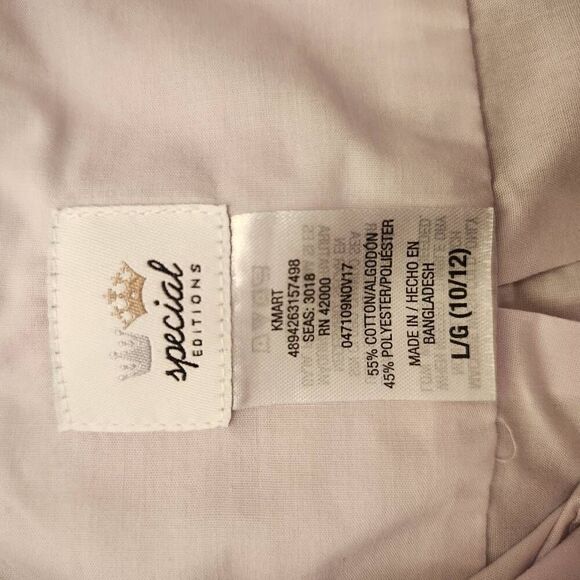 special
EDITIONS
KMART
4894263157498
SEAS: 3018
RN 42000
047109NOV17
55% COTTON/ALGODÓN
45% POLYESTER/POLIÉSTER
MADE IN / HECHO EN
BANGLADESH
L/G (10/12)